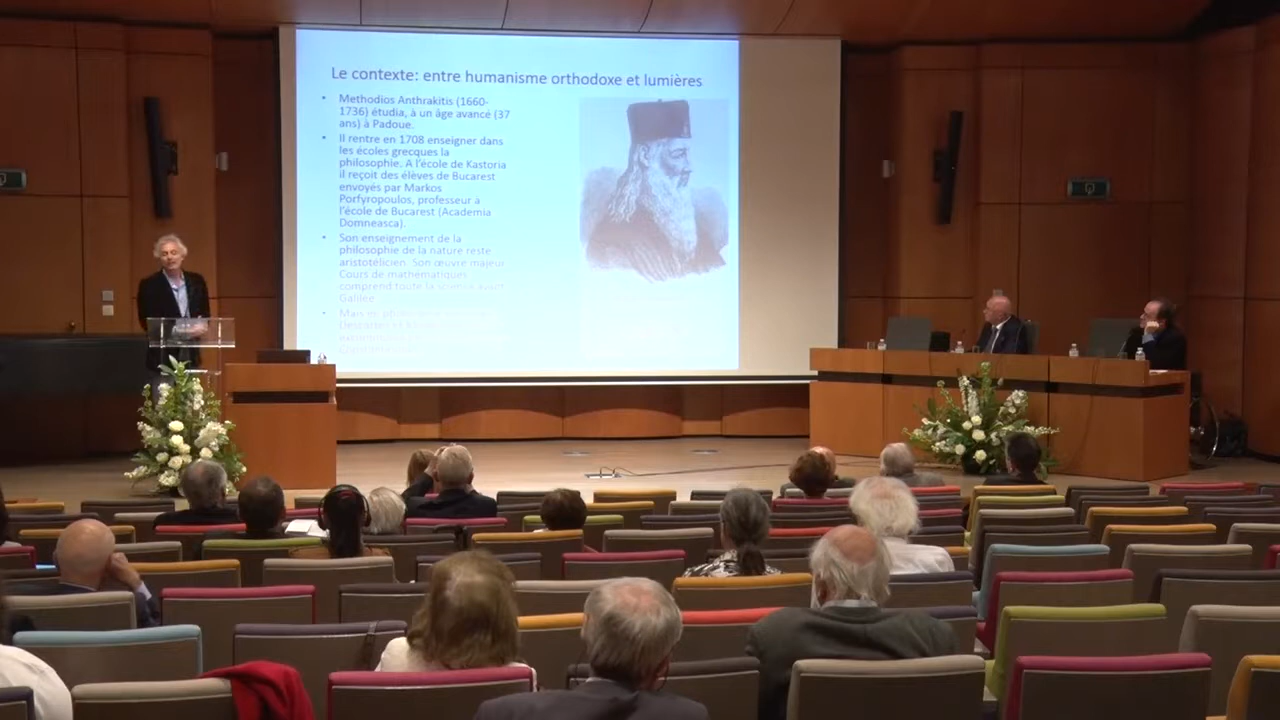 Le contexte: entre humanisme orthodoxe et lumières
• Methodios Anthrakitis (1660-
1736) étudia, à un âge avancé (37
ans) à Padoue.
• Il rentre en 1708 enseigner dans
les écoles grecques la
philosophie. A l'école de Kastoria
il reçoit des élèves de Bucarest
envoyés par Markos
Porfyropoulos, professeur à
l'école de Bucarest (Academia
Domneasca).
• Son enseignement de la
philosophie de la nature reste
aristotélicien. Son œuvre majeur
Cours de mathématiques
comprend toute la science avant
Galilée.
• Mais
Descartes et